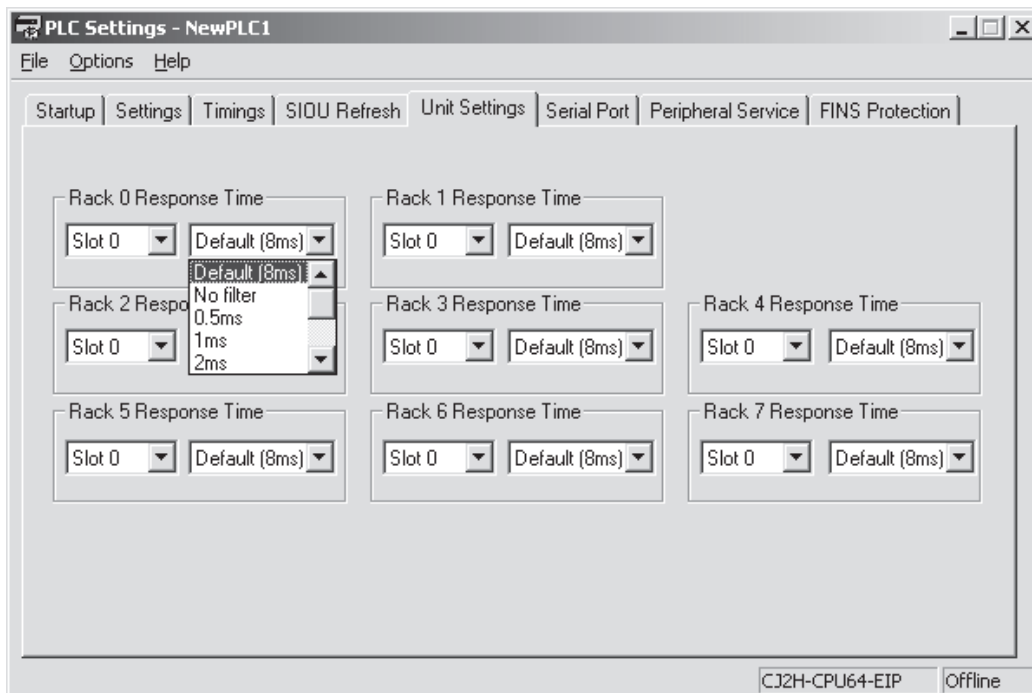 PLC Settings - NewPLC1
File Options Help
Startup Settings Timings SIOU Refresh Unit Settings Serial Port Peripheral Service FINS Protection
Rack 0 Response Time Rack 1 Response Time
Slot 0 Default (8ms) Slot 0 Default (8ms)
Default (8ms)
No filter
0.5ms
1ms
2ms
Rack 2 Respo Rack 3 Response Time Rack 4 Response Time
Slot 0 Slot 0 Default (8ms) Slot 0 Default (8ms)
Rack 5 Response Time Rack 6 Response Time Rack 7 Response Time
Slot 0 Default (8ms) Slot 0 Default (8ms) Slot 0 Default (8ms)
CJ2H-CPU64-EIP Offline